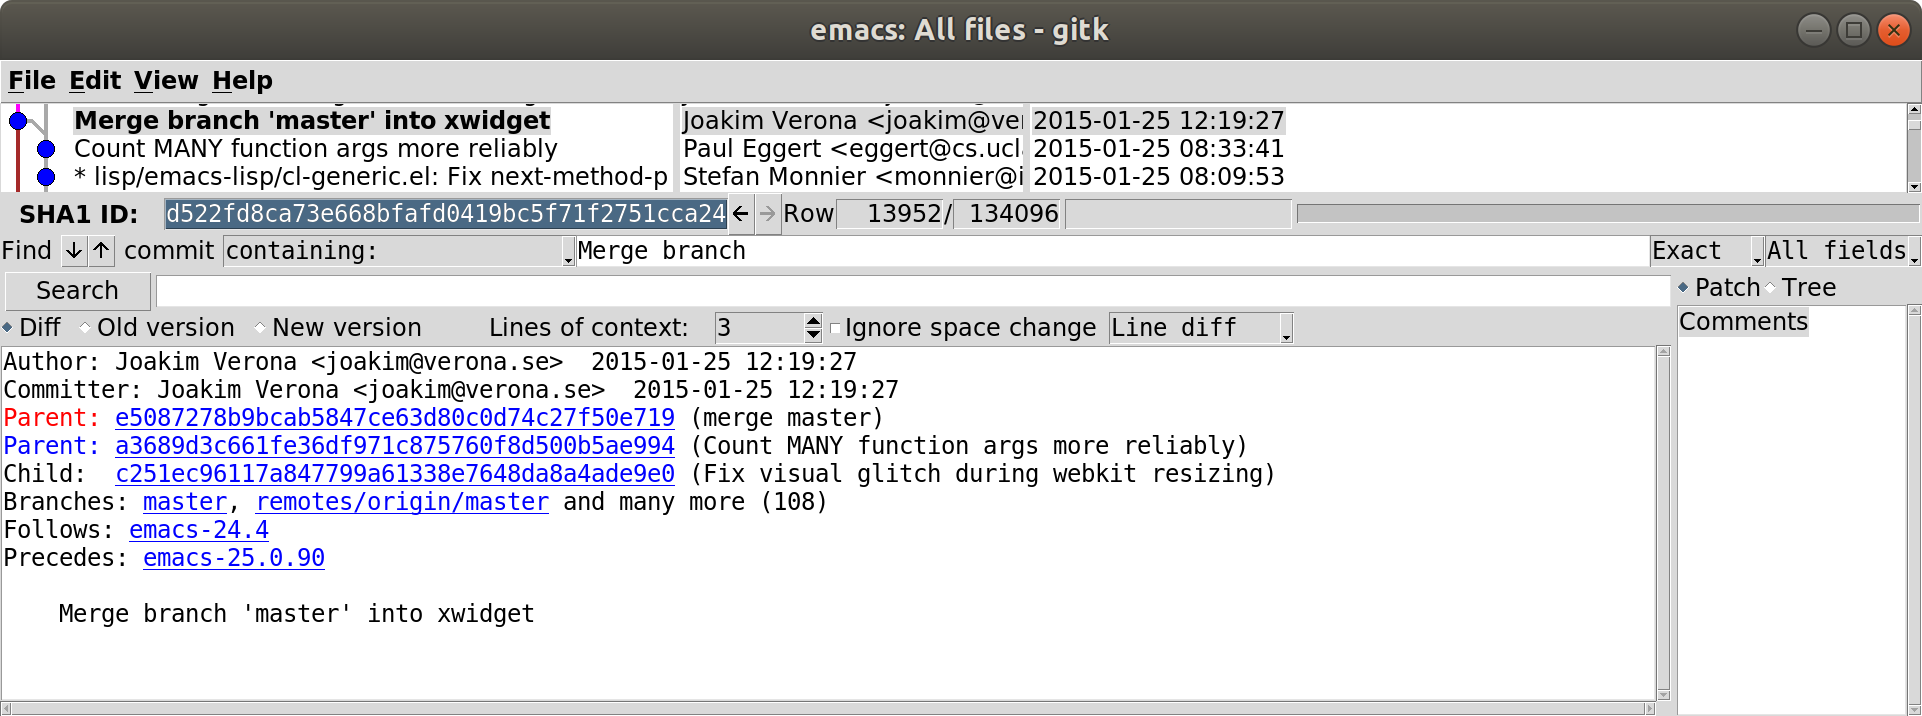 emacs: All files - gitk
File Edit View Help
Merge branch 'master' into xwidget Joakim Verona <joakim@ve 2015-01-25 12:19:27
Count MANY function args more reliably Paul Eggert <eggert@cs.ucl 2015-01-25 08:33:41
* lisp/emacs-lisp/cl-generic.el: Fix next-method-p Stefan Monnier <monnier@i 2015-01-25 08:09:53
SHA1 ID: d522fd8ca73e668bfafd0419bc5f71f2751cca24 ← → Row 13952 / 134096
Find ↓ ↑ commit containing: Merge branch Exact All fields
Search Patch Tree
Diff Old version New version Lines of context: 3 Ignore space change Line diff Comments
Author: Joakim Verona <joakim@verona.se>  2015-01-25 12:19:27
Committer: Joakim Verona <joakim@verona.se>  2015-01-25 12:19:27
Parent: e5087278b9bcab5847ce63d80c0d74c27f50e719 (merge master)
Parent: a3689d3c661fe36df971c875760f8d500b5ae994 (Count MANY function args more reliably)
Child:  c251ec96117a847799a61338e7648da8a4ade9e0 (Fix visual glitch during webkit resizing)
Branches: master, remotes/origin/master and many more (108)
Follows: emacs-24.4
Precedes: emacs-25.0.90
Merge branch 'master' into xwidget